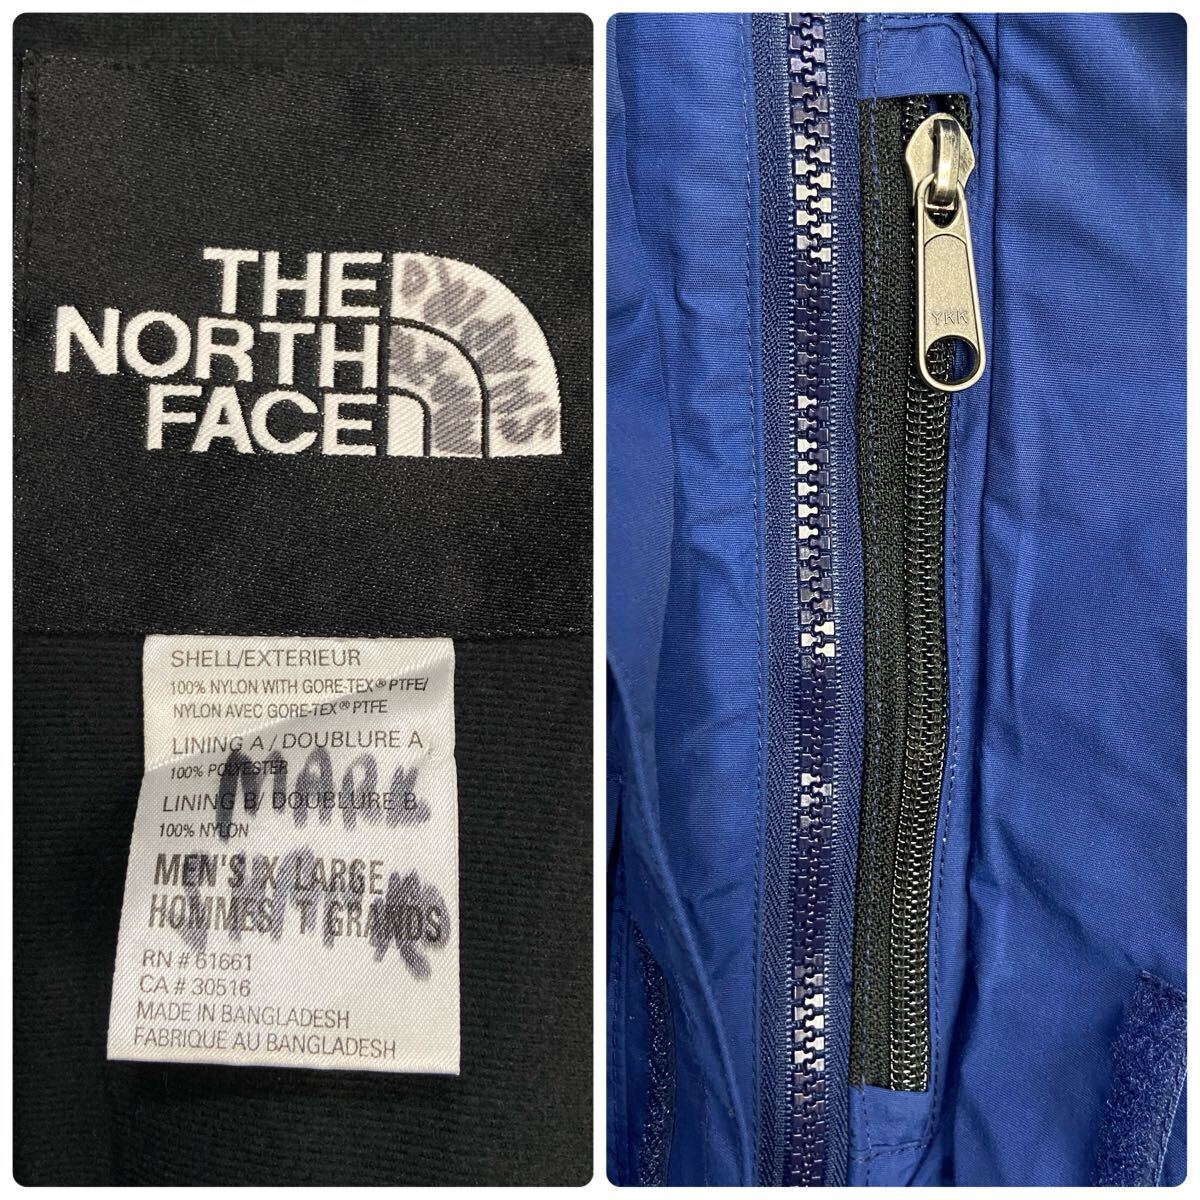 THE
NORTH
FACE
SHELL/EXTERIEUR
100% NYLON WITH GORE-TEX® PTFE/
NYLON AVEC GORE-TEX® PTFE
LINING A / DOUBLURE A
100% POLYESTER
LINING B/ DOUBLURE B
100% NYLON
MARK
MEN'S X LARGE
HOMMES/ T GRANDS
RN # 61661
CA # 30516
MADE IN BANGLADESH
FABRIQUE AU BANGLADESH
YKK